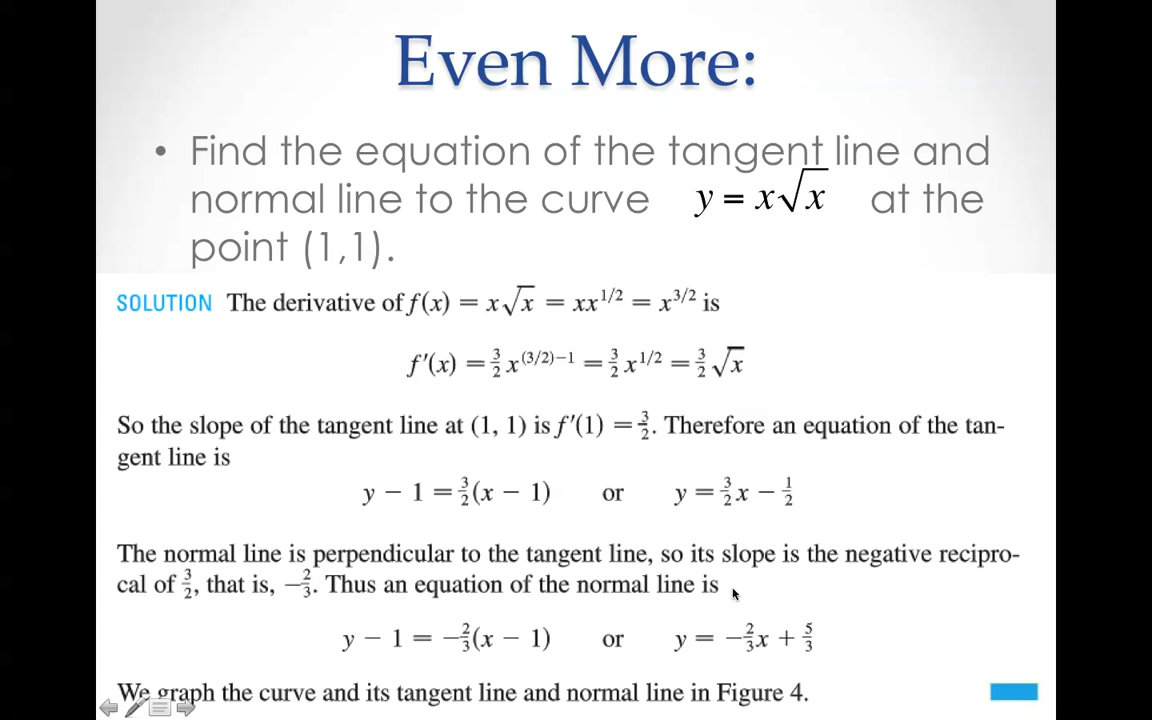 Even More:
• Find the equation of the tangent line and
normal line to the curve y = x√x at the
point (1,1).
SOLUTION The derivative of f(x) = x√x = xx^{1/2} = x^{3/2} is
f′(x) = 3/2 x^{(3/2)−1} = 3/2 x^{1/2} = 3/2 √x
So the slope of the tangent line at (1, 1) is f′(1) = 3/2. Therefore an equation of the tan-
gent line is
y − 1 = 3/2(x − 1) or y = 3/2x − 1/2
The normal line is perpendicular to the tangent line, so its slope is the negative recipro-
cal of 3/2, that is, −2/3. Thus an equation of the normal line is
y − 1 = −2/3(x − 1) or y = −2/3x + 5/3
We graph the curve and its tangent line and normal line in Figure 4.